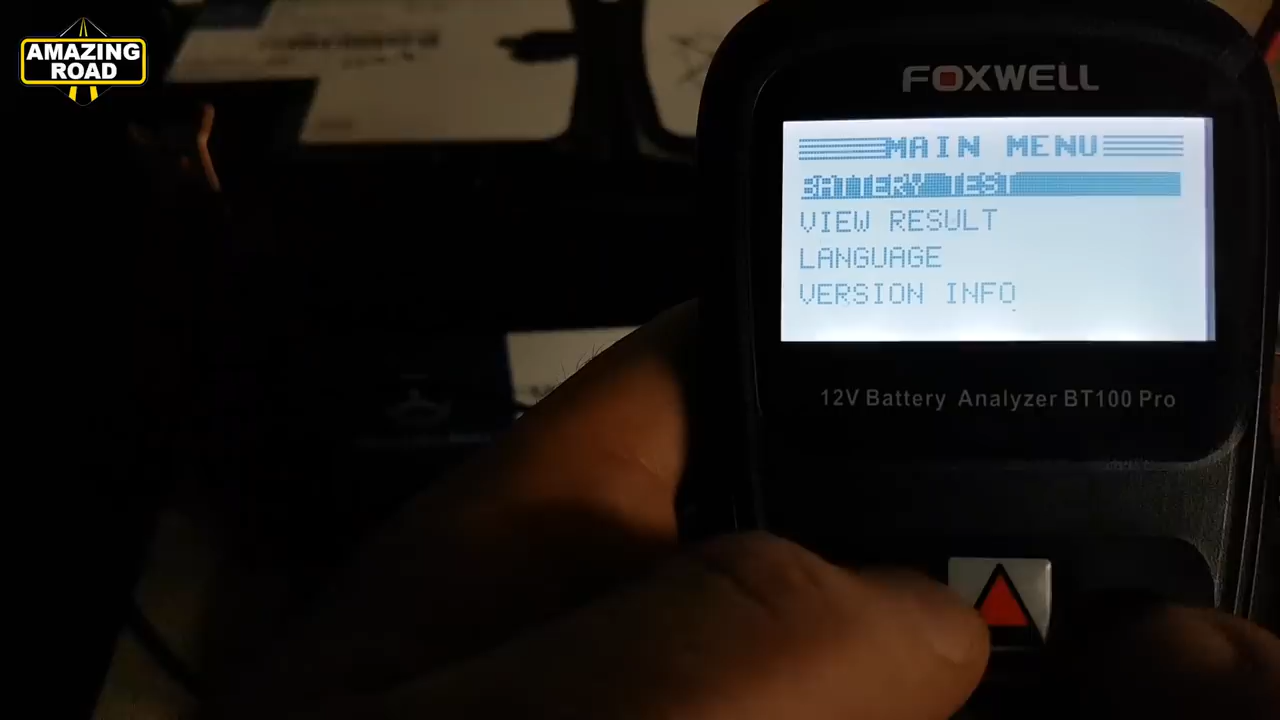 AMAZING
ROAD
FOXWELL
MAIN MENU
BATTERY TEST
VIEW RESULT
LANGUAGE
VERSION INFO
12V Battery Analyzer BT100 Pro